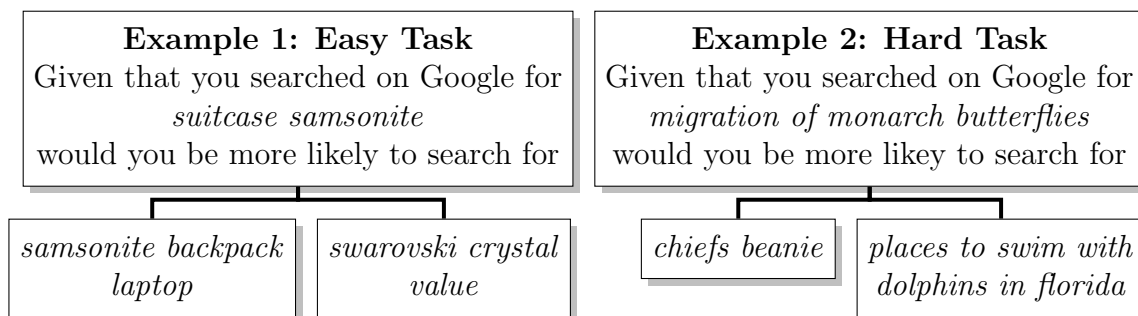 Example 1: Easy Task
Given that you searched on Google for
suitcase samsonite
would you be more likely to search for
samsonite backpack
laptop
swarovski crystal
value
Example 2: Hard Task
Given that you searched on Google for
migration of monarch butterflies
would you be more likey to search for
chiefs beanie
places to swim with
dolphins in florida